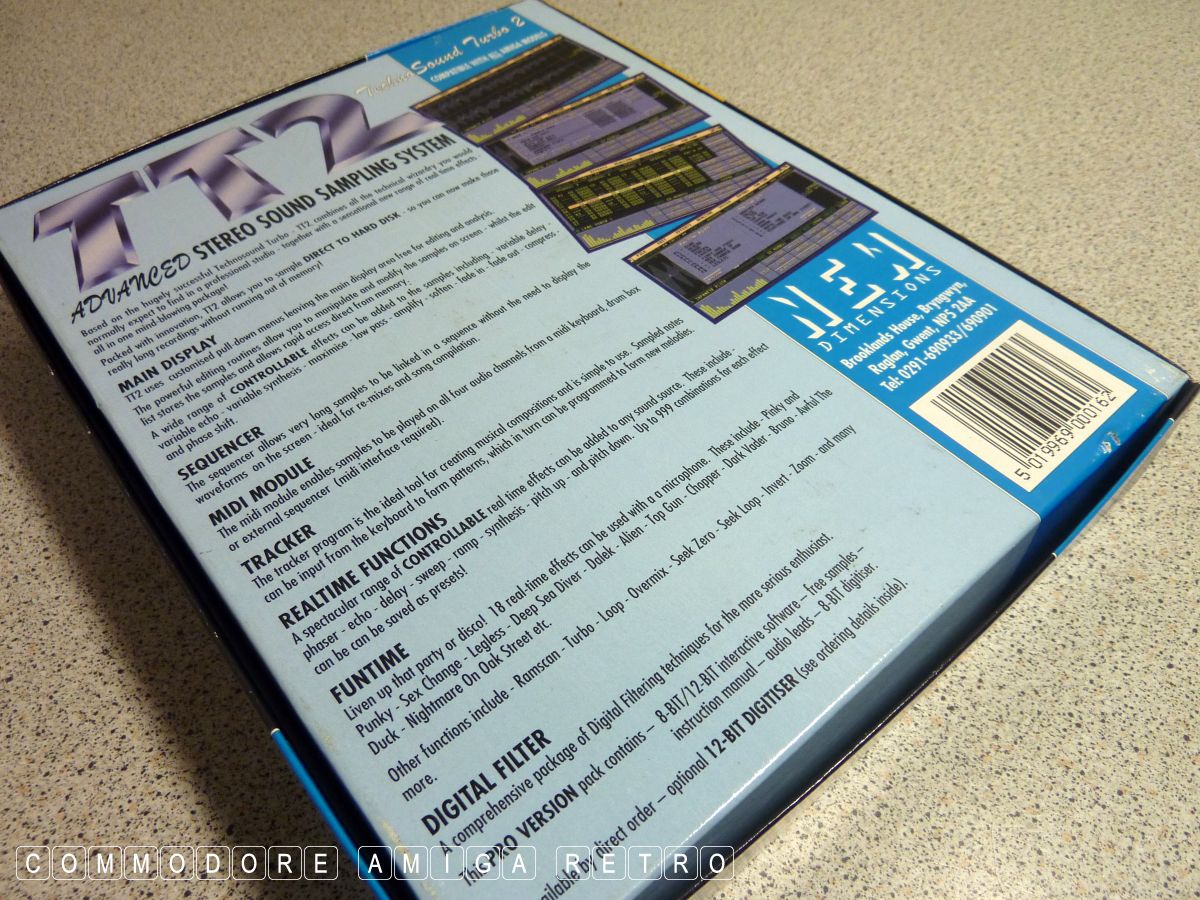 TechnoSound Turbo 2
COMPATIBLE WITH ALL AMIGA MODELS
TT2
ADVANCED STEREO SOUND SAMPLING SYSTEM
Based on the hugely successful Technosound Turbo - TT2 combines all the technical wizardry you would
normally expect to find in a professional studio - together with a sensational new range of real time effects -
all in one mind blowing package!
Packed with innovation, TT2 allows you to sample DIRECT TO HARD DISK - so you can now make those
really long recordings without running out of memory!
MAIN DISPLAY
TT2 uses customised pull-down menus leaving the main display area free for editing and analysis.
The powerful editing routines allow you to manipulate and modify the samples on screen - whilst the edit
list stores the samples and allows rapid access direct from memory.
A wide range of CONTROLLABLE effects can be added to the samples, including - variable delay -
variable echo - variable synthesis - maximise - low pass - amplify - soften - fade in - fade out - compress -
and phase shift.
SEQUENCER
The sequencer allows very long samples to be linked in a sequence without the need to display the
waveforms on the screen - ideal for re-mixes and song compilation.
MIDI MODULE
The midi module enables samples to be played on all four audio channels from a midi keyboard, drum box
or external sequencer (midi interface required).
TRACKER
The tracker program is the ideal tool for creating musical compositions and is simple to use. Sampled notes
can be input from the keyboard to form patterns, which in turn can be programmed to form new melodies.
REALTIME FUNCTIONS
A spectacular range of CONTROLLABLE real time effects can be added to any sound source. These include -
phaser - echo - delay - sweep - ramp - synthesis - pitch up - and pitch down. Up to 999 combinations for each effect
can be can be saved as presets!
FUNTIME
Liven up that party or disco! 18 real-time effects can be used with a a microphone. These include - Pinky and
Punky - Sex Change - Legless - Deep Sea Diver - Dalek - Alien - Top Gun - Chopper - Dark Vader - Bruno - Awful The
Duck - Nightmare On Oak Street etc.
Other functions include - Ramscan - Turbo - Loop - Overmix - Seek Zero - Seek Loop - Invert - Zoom - and many
more.
DIGITAL FILTER
A comprehensive package of Digital Filtering techniques for the more serious enthusiast.
The PRO VERSION pack contains – 8-BIT/12-BIT interactive software – Free samples –
instruction manual – audio leads – 8-BIT digitiser.
Available by direct order – optional 12-BIT DIGITISER (see ordering details inside).
NEW
DIMENSIONS
Brooklands House, Bryngwyn,
Raglan, Gwent, NP5 2AA
Tel: 0291-690933/690901
5 019969 000162
COMMODORE AMIGA RETRO